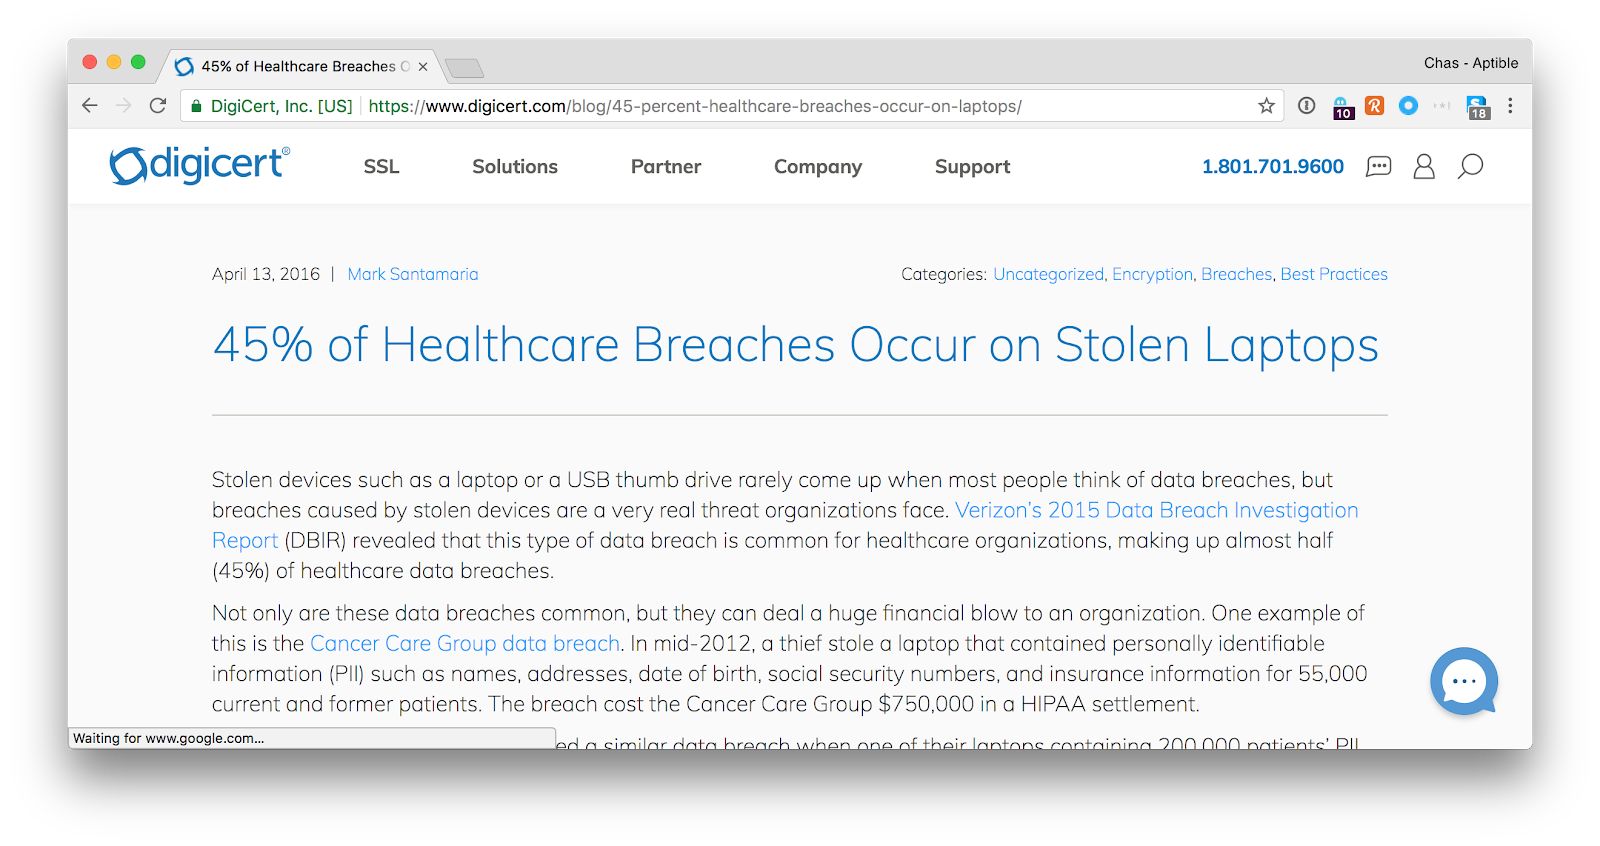 45% of Healthcare Breaches O
Chas - Aptible
DigiCert, Inc. [US] https://www.digicert.com/blog/45-percent-healthcare-breaches-occur-on-laptops/
10
18
digicert®
SSL Solutions Partner Company Support 1.801.701.9600
April 13, 2016 | Mark Santamaria
Categories: Uncategorized, Encryption, Breaches, Best Practices
45% of Healthcare Breaches Occur on Stolen Laptops
Stolen devices such as a laptop or a USB thumb drive rarely come up when most people think of data breaches, but
breaches caused by stolen devices are a very real threat organizations face. Verizon’s 2015 Data Breach Investigation
Report (DBIR) revealed that this type of data breach is common for healthcare organizations, making up almost half
(45%) of healthcare data breaches.
Not only are these data breaches common, but they can deal a huge financial blow to an organization. One example of
this is the Cancer Care Group data breach. In mid-2012, a thief stole a laptop that contained personally identifiable
information (PII) such as names, addresses, date of birth, social security numbers, and insurance information for 55,000
current and former patients. The breach cost the Cancer Care Group $750,000 in a HIPAA settlement.
ed a similar data breach when one of their laptops containing 200,000 patients’ PII
Waiting for www.google.com...